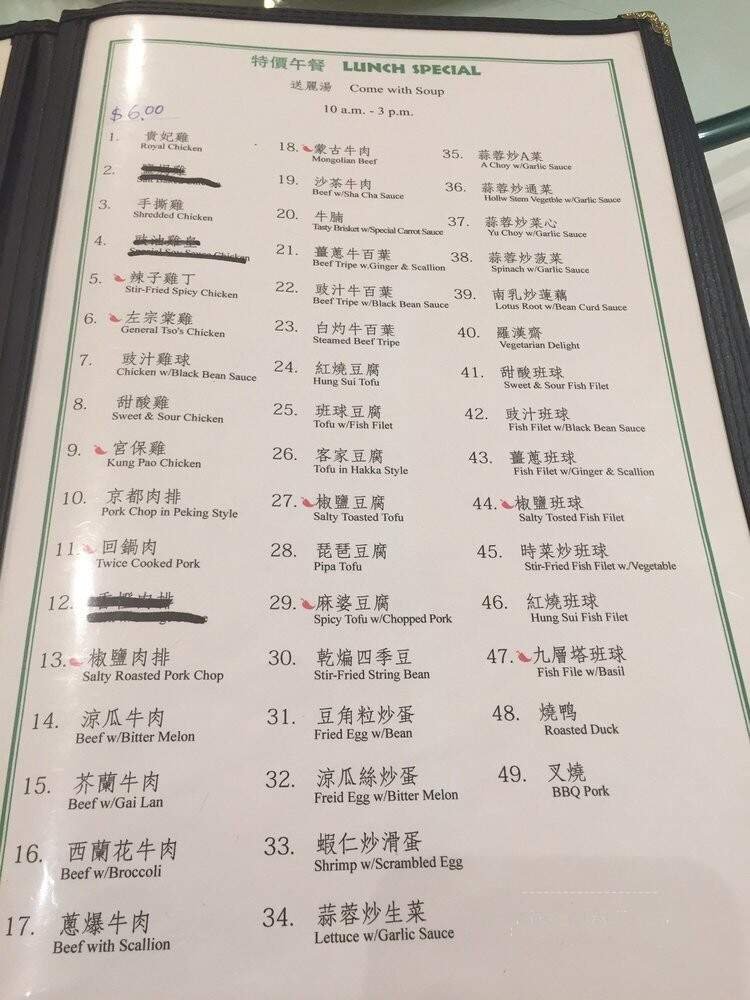 特價午餐 LUNCH SPECIAL
送羅湯 Come with Soup
10 a.m. - 3 p.m.
$6.00
1. 貴妃雞
Royal Chicken
2.
3. 手撕雞
Shredded Chicken
4. 豉油雞皇
Special Soy Sauce Chicken
5. 辣子雞丁
Stir-Fried Spicy Chicken
6. 左宗棠雞
General Tso's Chicken
7. 豉汁雞球
Chicken w/Black Bean Sauce
8. 甜酸雞
Sweet & Sour Chicken
9. 宮保雞
Kung Pao Chicken
10. 京都肉排
Pork Chop in Peking Style
11. 回鍋肉
Twice Cooked Pork
12.
13. 椒鹽肉排
Salty Roasted Pork Chop
14. 涼瓜牛肉
Beef w/Bitter Melon
15. 芥蘭牛肉
Beef w/Gai Lan
16. 西蘭花牛肉
Beef w/Broccoli
17. 蔥爆牛肉
Beef with Scallion
18. 蒙古牛肉
Mongolian Beef
19. 沙茶牛肉
Beef w/Sha Cha Sauce
20. 牛腩
Tasty Brisket w/Special Carrot Sauce
21. 薑蔥牛百葉
Beef Tripe w.Ginger & Scallion
22. 豉汁牛百葉
Beef Tripe w/Black Bean Sauce
23. 白灼牛百葉
Steamed Beef Tripe
24. 紅燒豆腐
Hung Sui Tofu
25. 班球豆腐
Tofu w/Fish Filet
26. 客家豆腐
Tofu in Hakka Style
27. 椒鹽豆腐
Salty Toasted Tofu
28. 琵琶豆腐
Pipa Tofu
29. 麻婆豆腐
Spicy Tofu w/Chopped Pork
30. 乾煸四季豆
Stir-Fried String Bean
31. 豆角粒炒蛋
Fried Egg w/Bean
32. 涼瓜絲炒蛋
Freid Egg w/Bitter Melon
33. 蝦仁炒滑蛋
Shrimp w/Scrambled Egg
34. 蒜蓉炒生菜
Lettuce w/Garlic Sauce
35. 蒜蓉炒A菜
A Choy w/Garlic Sauce
36. 蒜蓉炒通菜
Hollw Stem Vegetble w/Garlic Sauce
37. 蒜蓉炒菜心
Yu Choy w/Garlic Sauce
38. 蒜蓉炒菠菜
Spinach w/Garlic Sauce
39. 南乳炒蓮藕
Lotus Root w/Bean Curd Sauce
40. 羅漢齋
Vegetarian Delight
41. 甜酸班球
Sweet & Sour Fish Filet
42. 豉汁班球
Fish Filet w/Black Bean Sauce
43. 薑蔥班球
Fish Filet w/Ginger & Scallion
44. 椒鹽班球
Salty Tosted Fish Filet
45. 時菜炒班球
Stir-Fried Fish Filet w./Vegetable
46. 紅燒班球
Hung Sui Fish Filet
47. 九層塔班球
Fish File w/Basil
48. 燒鴨
Roasted Duck
49. 叉燒
BBQ Pork